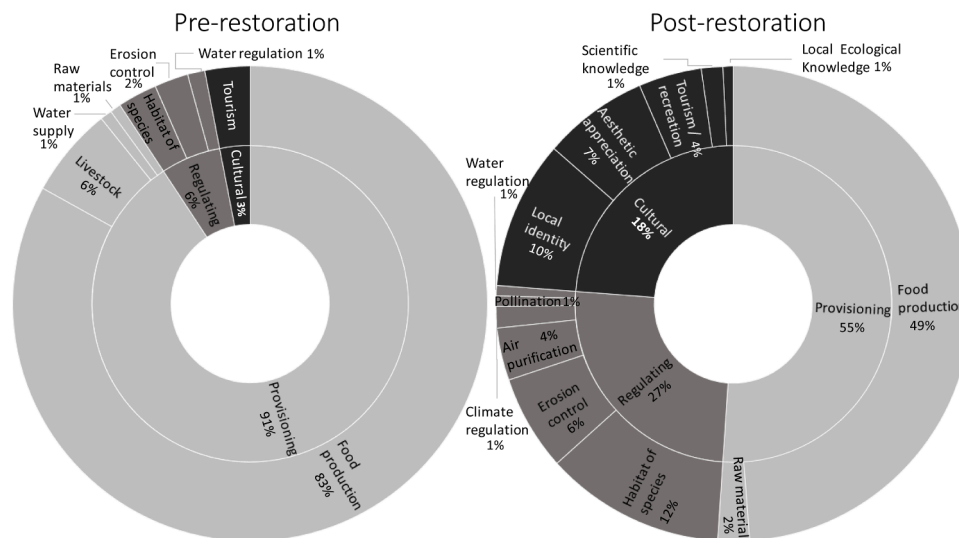 Pre-restoration
Erosion
control
2%
Water regulation 1%
Raw
materials
1%
Water
supply
1%
Habitat of
species
Tourism
Livestock
6%
Regulating
6%
Cultural 3%
Provisioning
91%
Food
production
83%
Post-restoration
Scientific
knowledge
1%
Local Ecological
Knowledge 1%
Tourism /
recreation
4%
Aesthetic
appreciation
7%
Water
regulation
1%
Local
identity
10%
Cultural
18%
Pollination 1%
Air
purification
4%
Erosion
control
6%
Climate
regulation
1%
Regulating
27%
Habitat of
species
12%
Raw material
2%
Provisioning
55%
Food
productio
49%